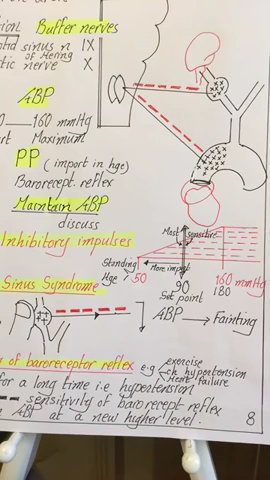 Buffer nerves
sinus n IX
of Hering
nerve X
ABP
160 mmHg
Maximum
PP (import in hge)
Barorecept reflex
Maintain ABP
discuss
Inhibitory impulses
Most sensitive
Standing
Hge 50
More import
90
Set point
160 mmHg
180
Sinus Syndrome
ABP → Fainting
of baroreceptor reflex e.g
exercise
ch hypertension
Heart failure
for a long time i.e hypertension
sensitivity of baro recept reflex
ABP at a new higher level.
8